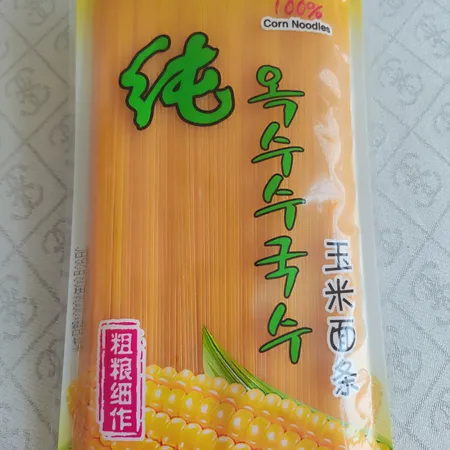 100%
Corn Noodles
纯
옥수수국수
玉米面条
粗粮细作